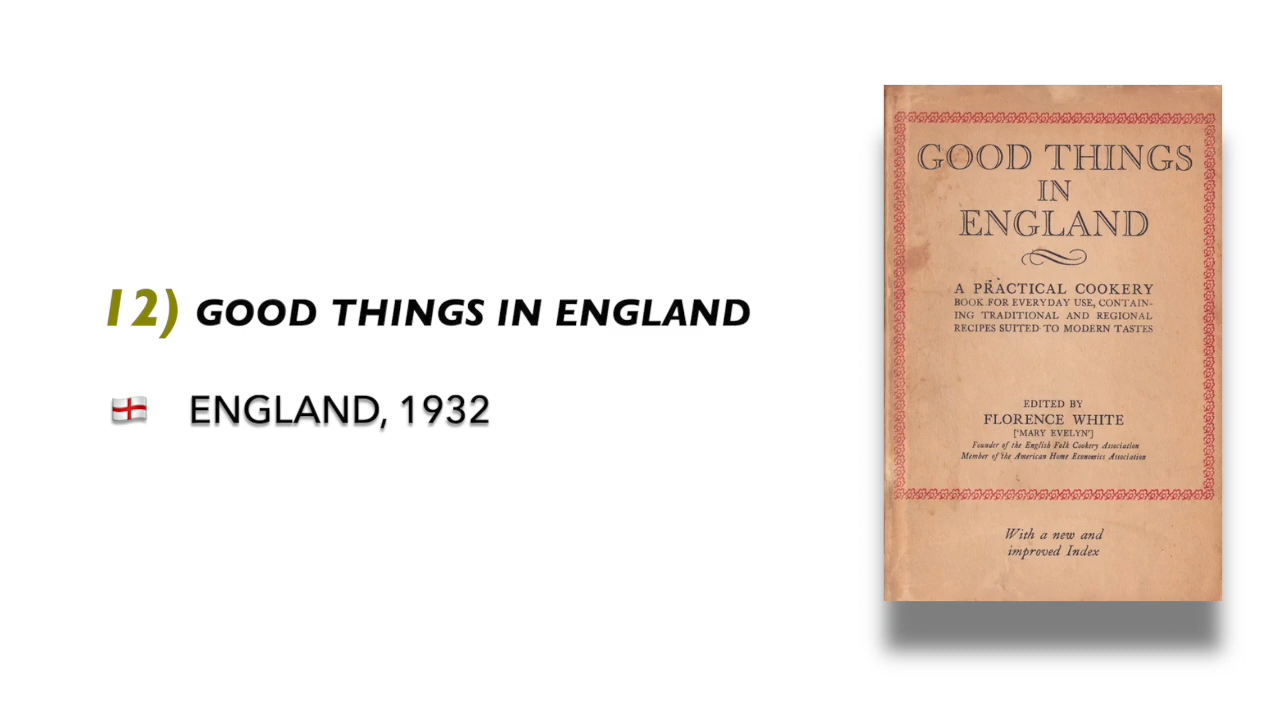 12) GOOD THINGS IN ENGLAND
ENGLAND, 1932
GOOD THINGS
IN
ENGLAND
A PRACTICAL COOKERY
BOOK FOR EVERYDAY USE, CONTAIN-
ING TRADITIONAL AND REGIONAL
RECIPES SUITED TO MODERN TASTES
EDITED BY
FLORENCE WHITE
['MARY EVELYN']
Founder of the English Folk Cookery Association
Member of the American Home Economics Association
With a new and
improved Index